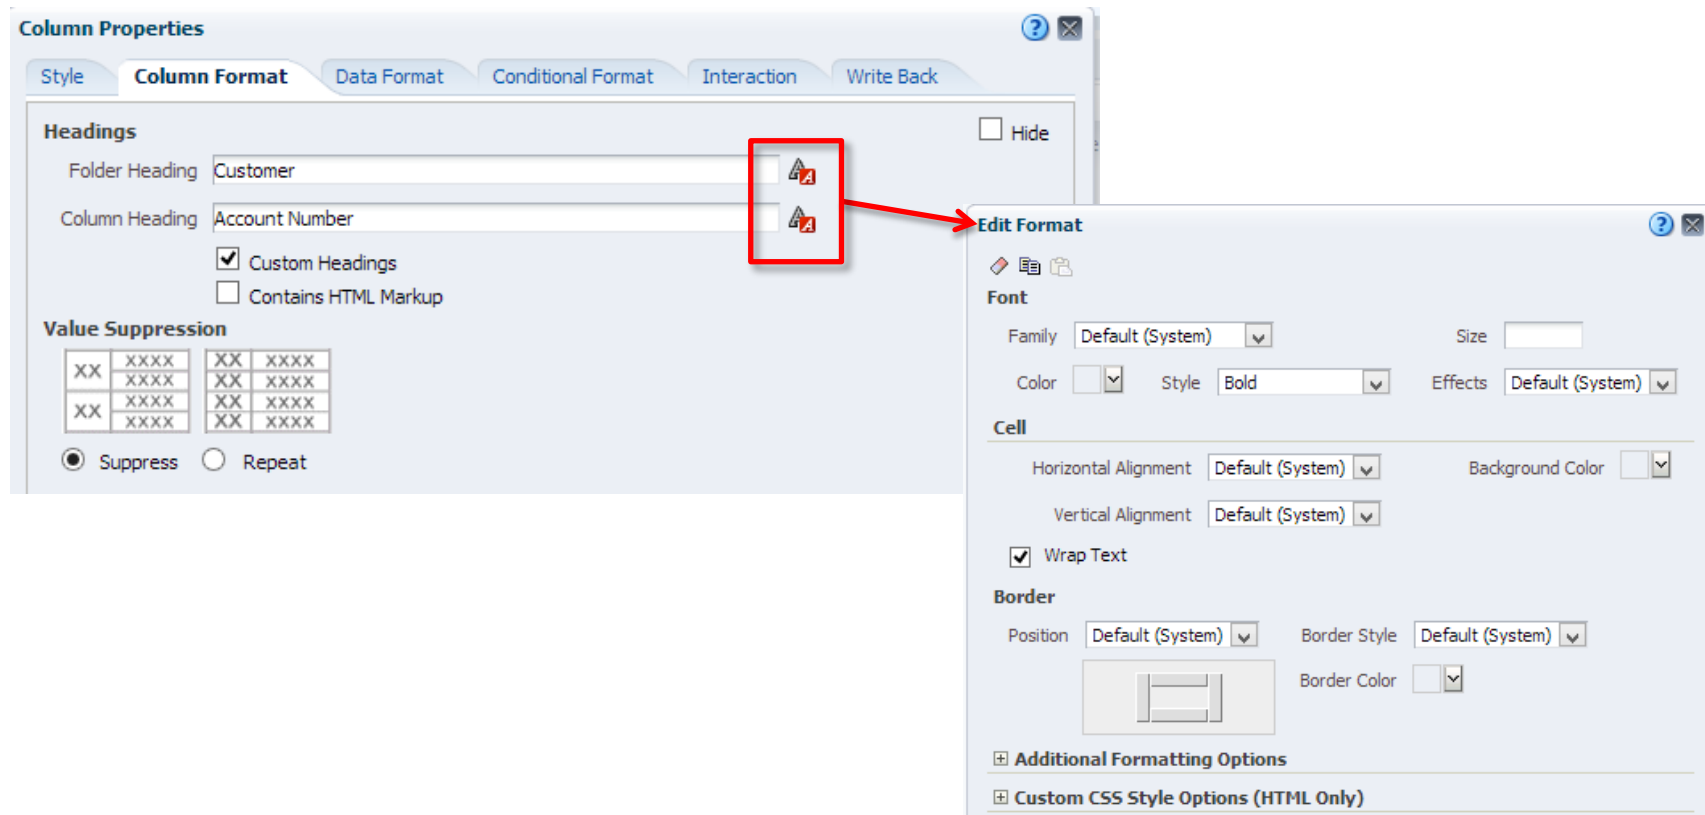 Column Properties
Style Column Format Data Format Conditional Format Interaction Write Back
Headings
Hide
Folder Heading Customer
Column Heading Account Number
Custom Headings
Contains HTML Markup
Value Suppression
XX XXXX XX XXXX
XXXX XX XXXX
XX XXXX XX XXXX
XXXX XX XXXX
Suppress Repeat
Edit Format
Font
Family Default (System) Size
Color Style Bold Effects Default (System)
Cell
Horizontal Alignment Default (System) Background Color
Vertical Alignment Default (System)
Wrap Text
Border
Position Default (System) Border Style Default (System)
Border Color
Additional Formatting Options
Custom CSS Style Options (HTML Only)